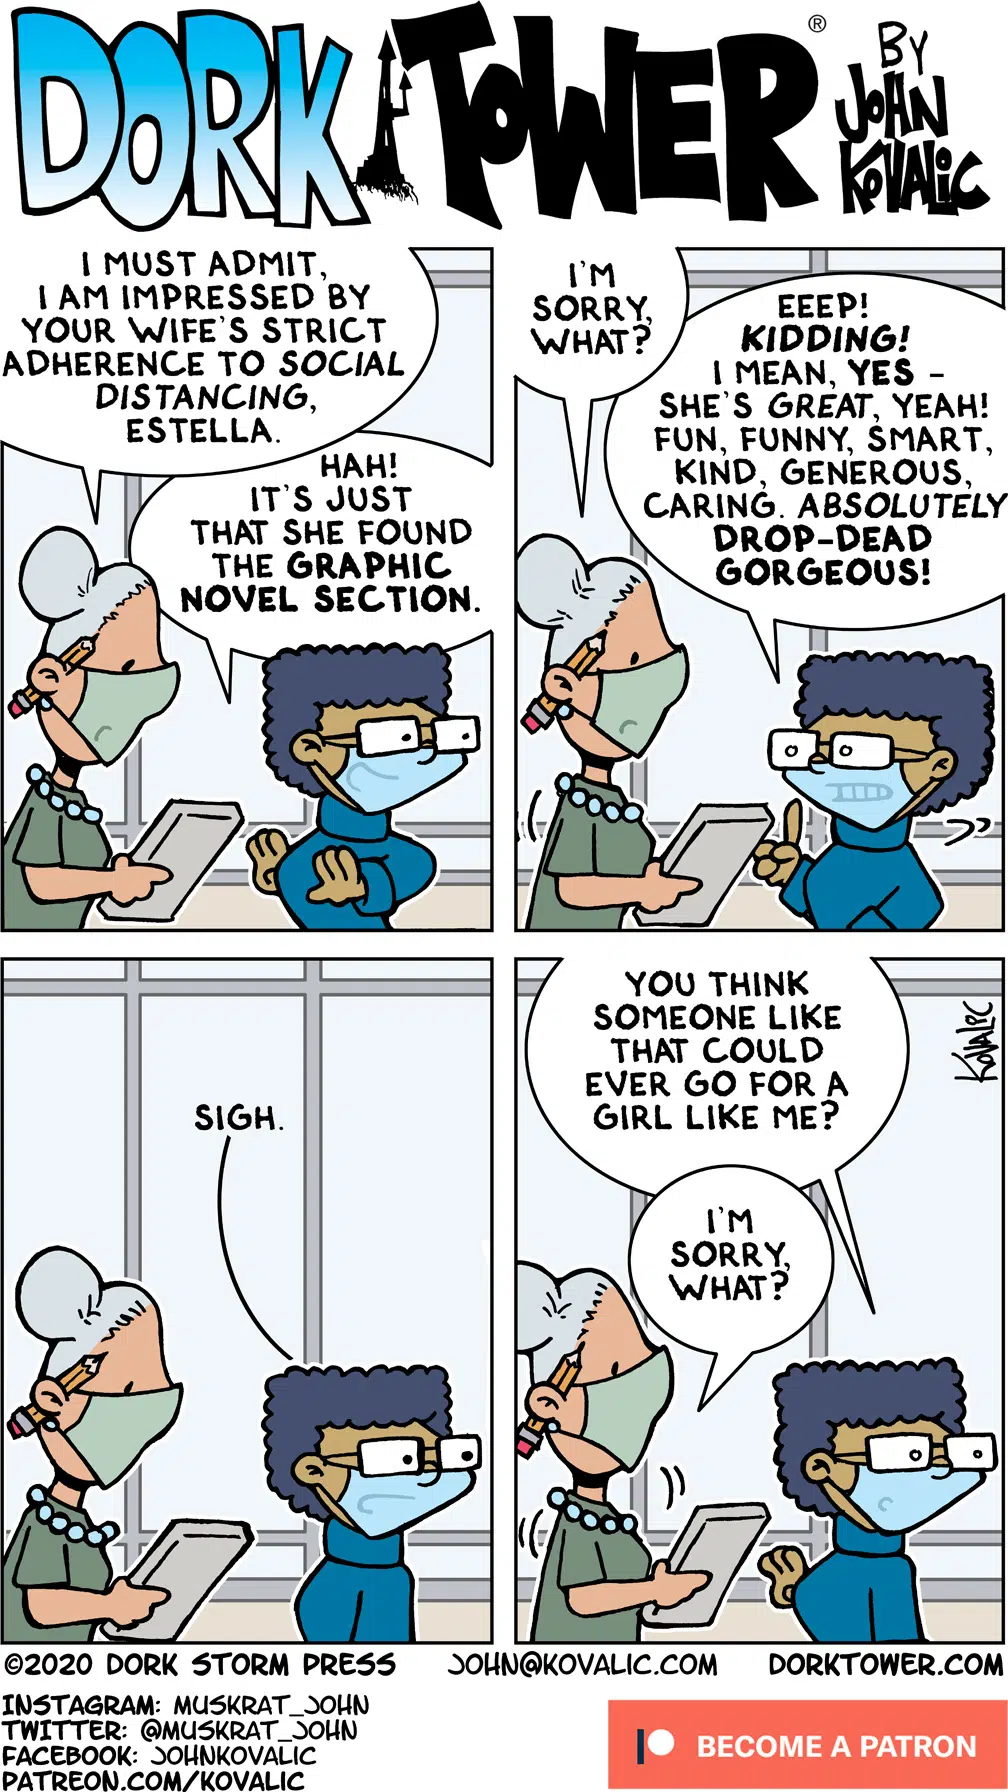 DORK TOWER®
BY
JOHN
KOVALIC
I MUST ADMIT,
I AM IMPRESSED BY
YOUR WIFE'S STRICT
ADHERENCE TO SOCIAL
DISTANCING,
ESTELLA.
HAH!
IT'S JUST
THAT SHE FOUND
THE GRAPHIC
NOVEL SECTION.
I'M
SORRY,
WHAT?
EEEP!
KIDDING!
I MEAN, YES –
SHE'S GREAT, YEAH!
FUN, FUNNY, SMART,
KIND, GENEROUS,
CARING. ABSOLUTELY
DROP-DEAD
GORGEOUS!
SIGH.
YOU THINK
SOMEONE LIKE
THAT COULD
EVER GO FOR A
GIRL LIKE ME?
I'M
SORRY,
WHAT?
KOVALIC
©2020 DORK STORM PRESS JOHN@KOVALIC.COM DORKTOWER.COM
INSTAGRAM: MUSKRAT_JOHN
TWITTER: @MUSKRAT_JOHN
FACEBOOK: JOHNKOVALIC
PATREON.COM/KOVALIC
BECOME A PATRON